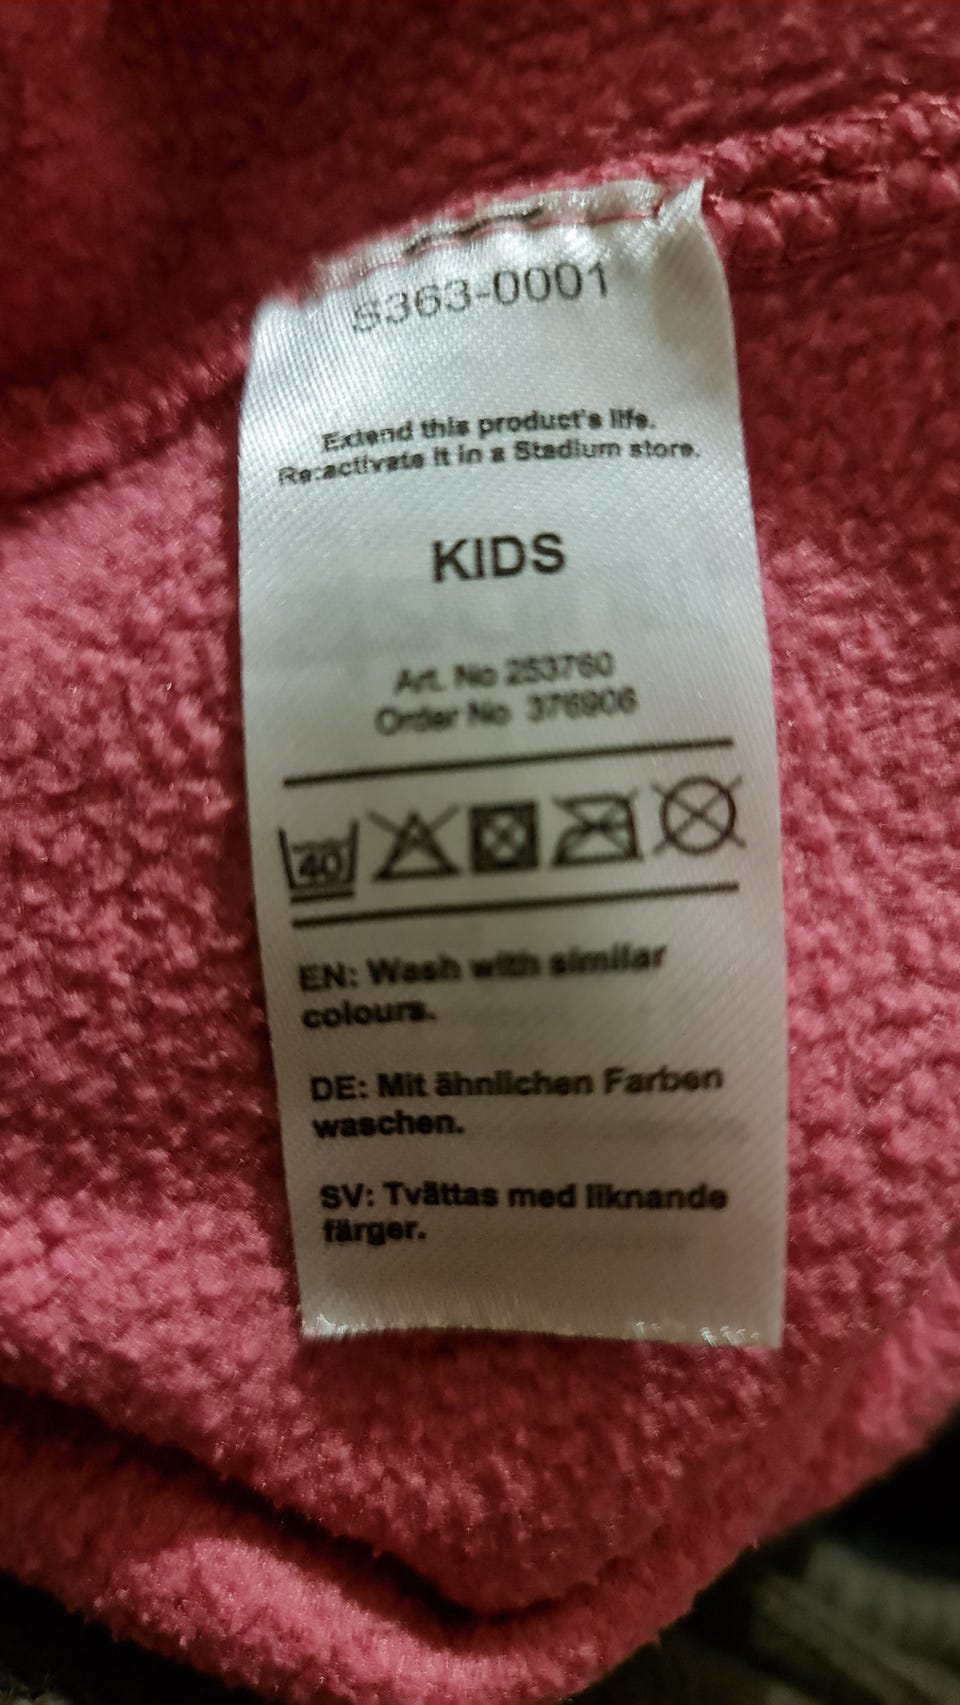 S363-0001
Extend this product's life.
Re:activate it in a Stadium store.
KIDS
Art. No 253760
Order No 376906
40
EN: Wash with similar
colours.
DE: Mit ähnlichen Farben
waschen.
SV: Tvättas med liknande
färger.